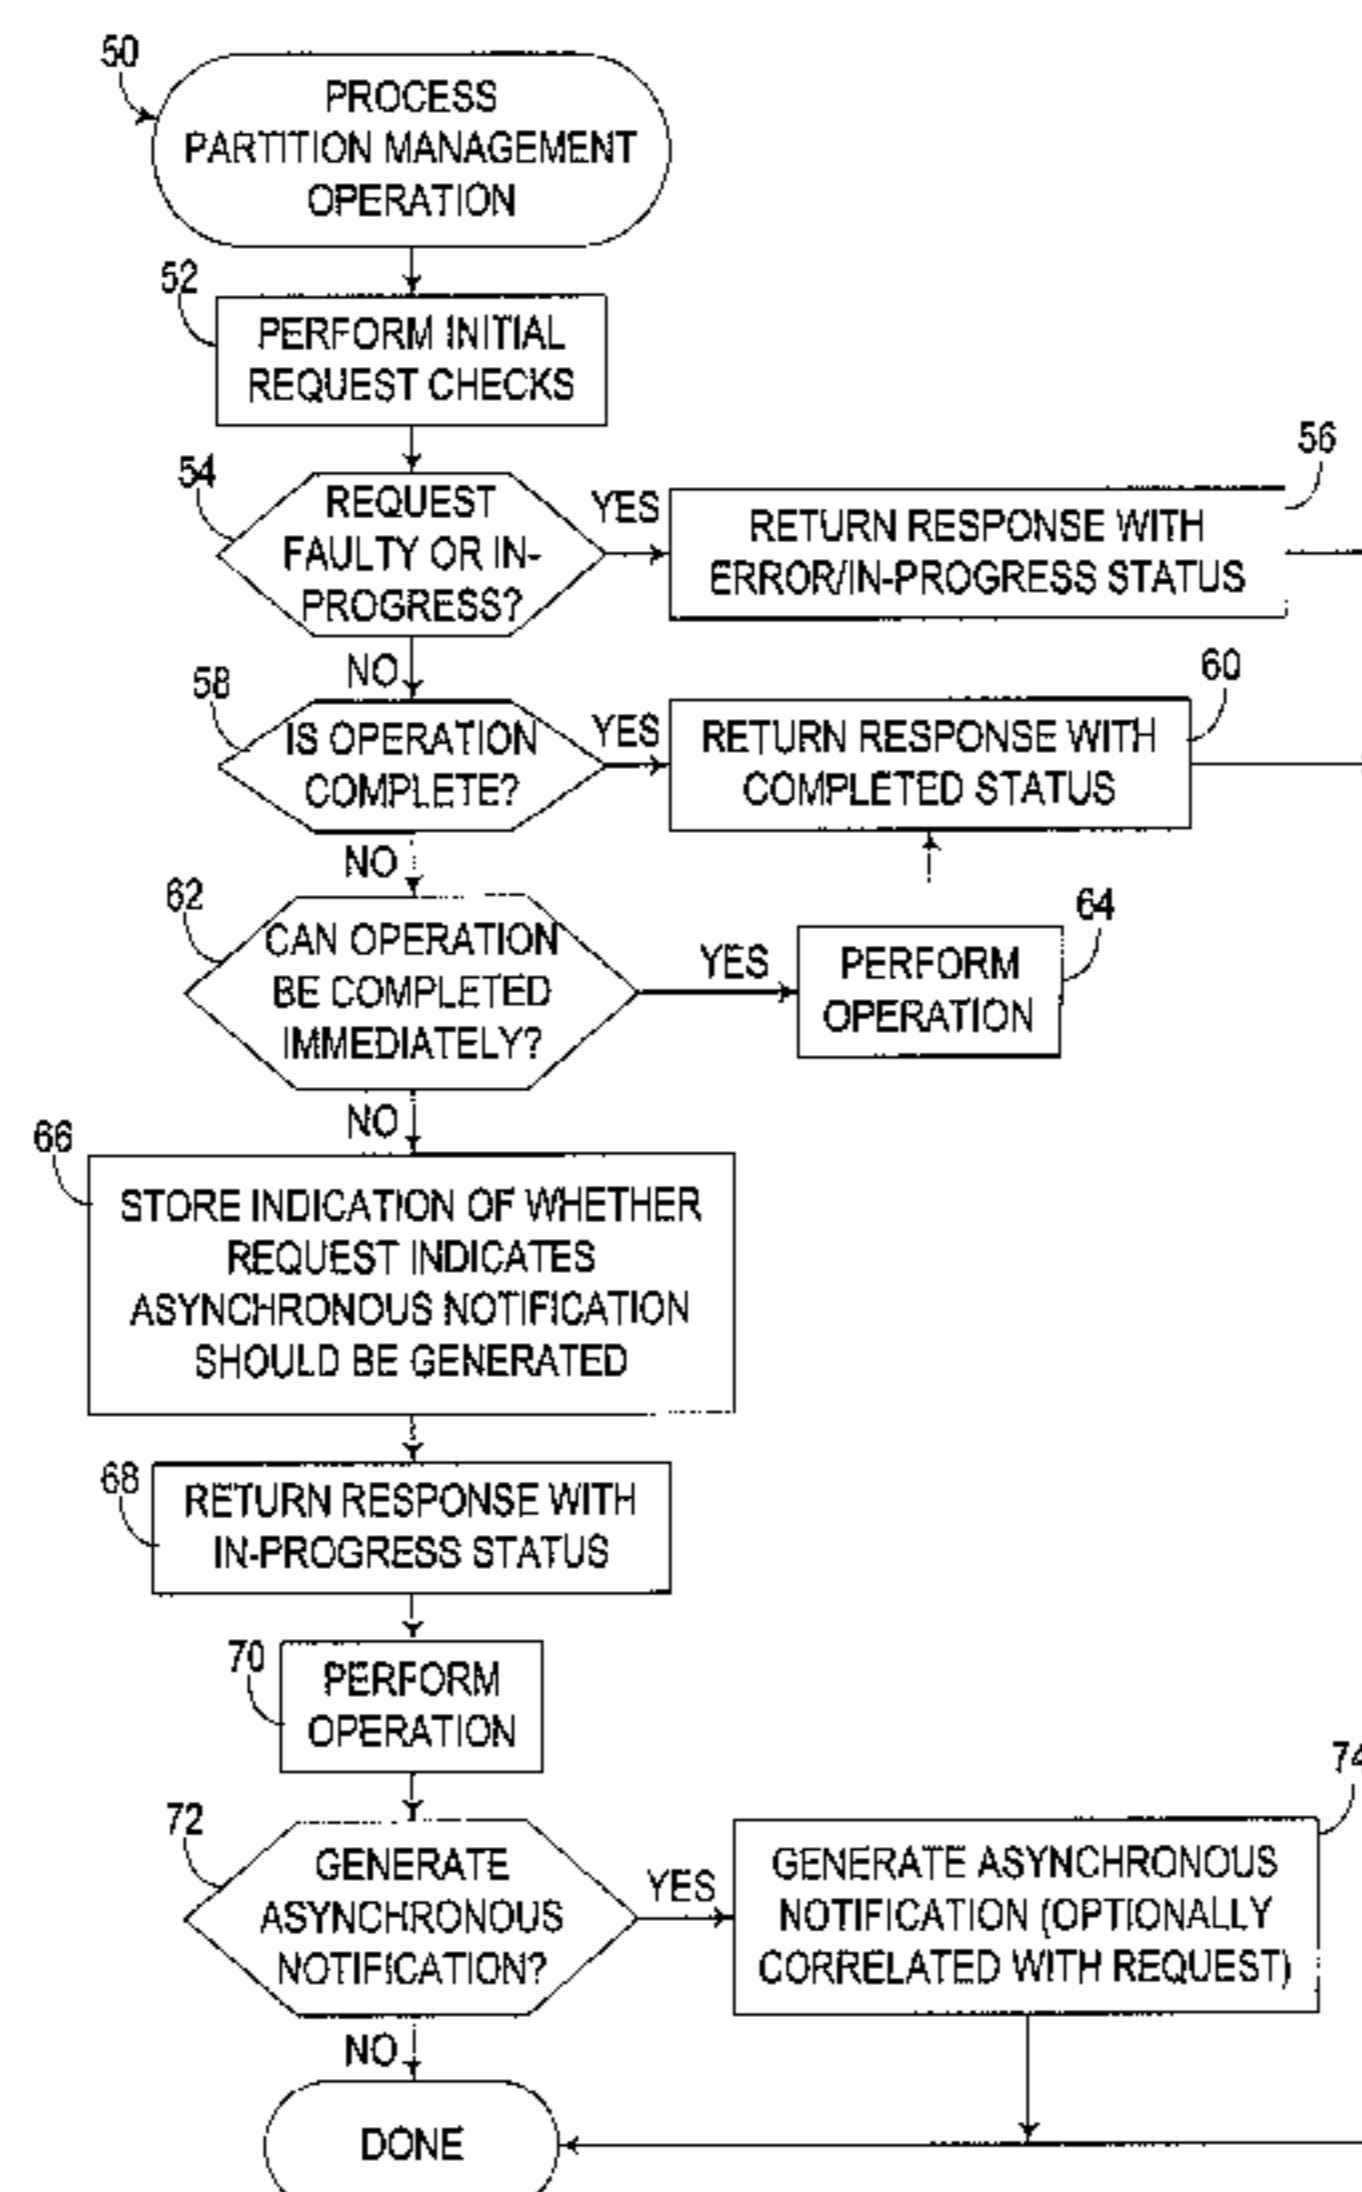 50
PROCESS
PARTITION MANAGEMENT
OPERATION
52
PERFORM INITIAL
REQUEST CHECKS
54
REQUEST
FAULTY OR IN-
PROGRESS?
YES
56
RETURN RESPONSE WITH
ERROR/IN-PROGRESS STATUS
NO
58
IS OPERATION
COMPLETE?
YES
60
RETURN RESPONSE WITH
COMPLETED STATUS
NO
62
CAN OPERATION
BE COMPLETED
IMMEDIATELY?
YES
64
PERFORM
OPERATION
NO
66
STORE INDICATION OF WHETHER
REQUEST INDICATES
ASYNCHRONOUS NOTIFICATION
SHOULD BE GENERATED
68
RETURN RESPONSE WITH
IN-PROGRESS STATUS
70
PERFORM
OPERATION
72
GENERATE
ASYNCHRONOUS
NOTIFICATION?
YES
74
GENERATE ASYNCHRONOUS
NOTIFICATION (OPTIONALLY
CORRELATED WITH REQUEST)
NO
DONE